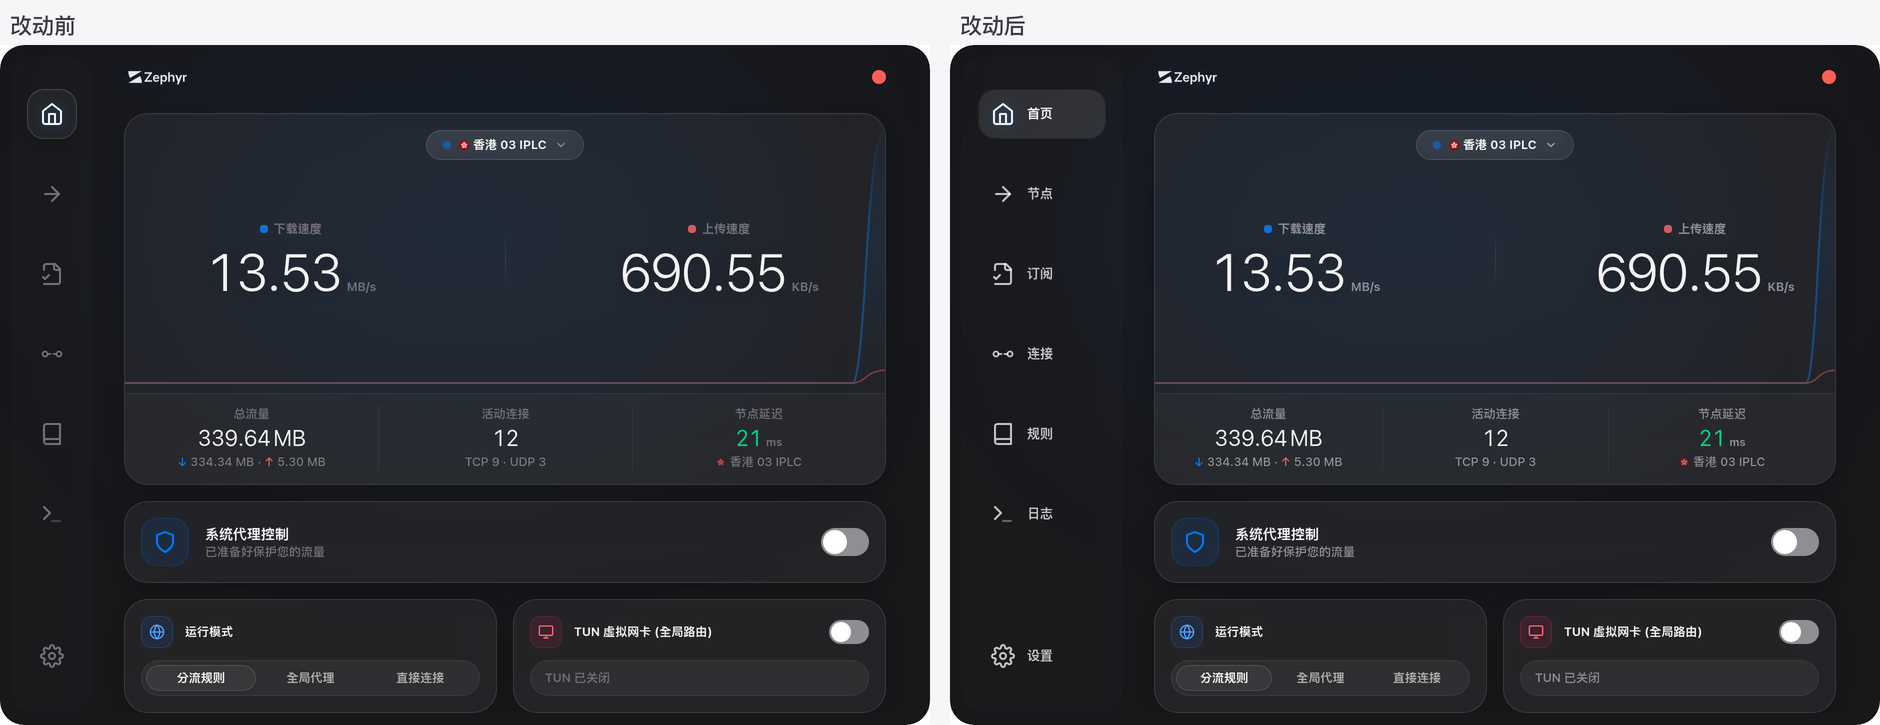 改动前
Zephyr
香港 03 IPLC
下载速度
上传速度
13.53 MB/s
690.55 KB/s
总流量
活动连接
节点延迟
339.64 MB
12
21 ms
↓ 334.34 MB · ↑ 5.30 MB
TCP 9 · UDP 3
香港 03 IPLC
系统代理控制
已准备好保护您的流量
运行模式
TUN 虚拟网卡 (全局路由)
分流规则
全局代理
直接连接
TUN 已关闭
改动后
首页
节点
订阅
连接
规则
日志
设置
Zephyr
香港 03 IPLC
下载速度
上传速度
13.53 MB/s
690.55 KB/s
总流量
活动连接
节点延迟
339.64 MB
12
21 ms
↓ 334.34 MB · ↑ 5.30 MB
TCP 9 · UDP 3
香港 03 IPLC
系统代理控制
已准备好保护您的流量
运行模式
TUN 虚拟网卡 (全局路由)
分流规则
全局代理
直接连接
TUN 已关闭